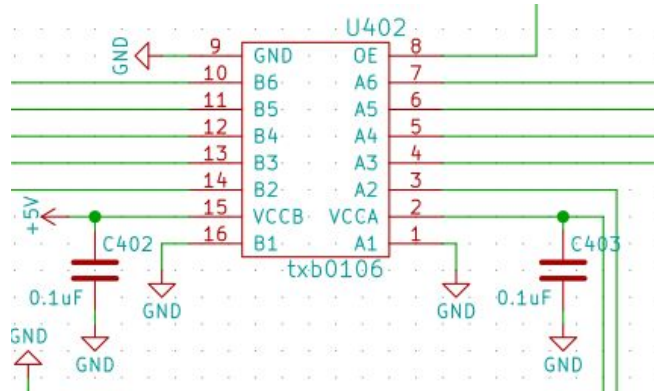 U402
GND 9 GND OE 8
10 B6 A6 7
11 B5 A5 6
12 B4 A4 5
13 B3 A3 4
14 B2 A2 3
+5V 15 VCCB VCCA 2
16 B1 A1 1
C402 txb0106 C403
0.1uF GND GND 0.1uF
GND GND GND